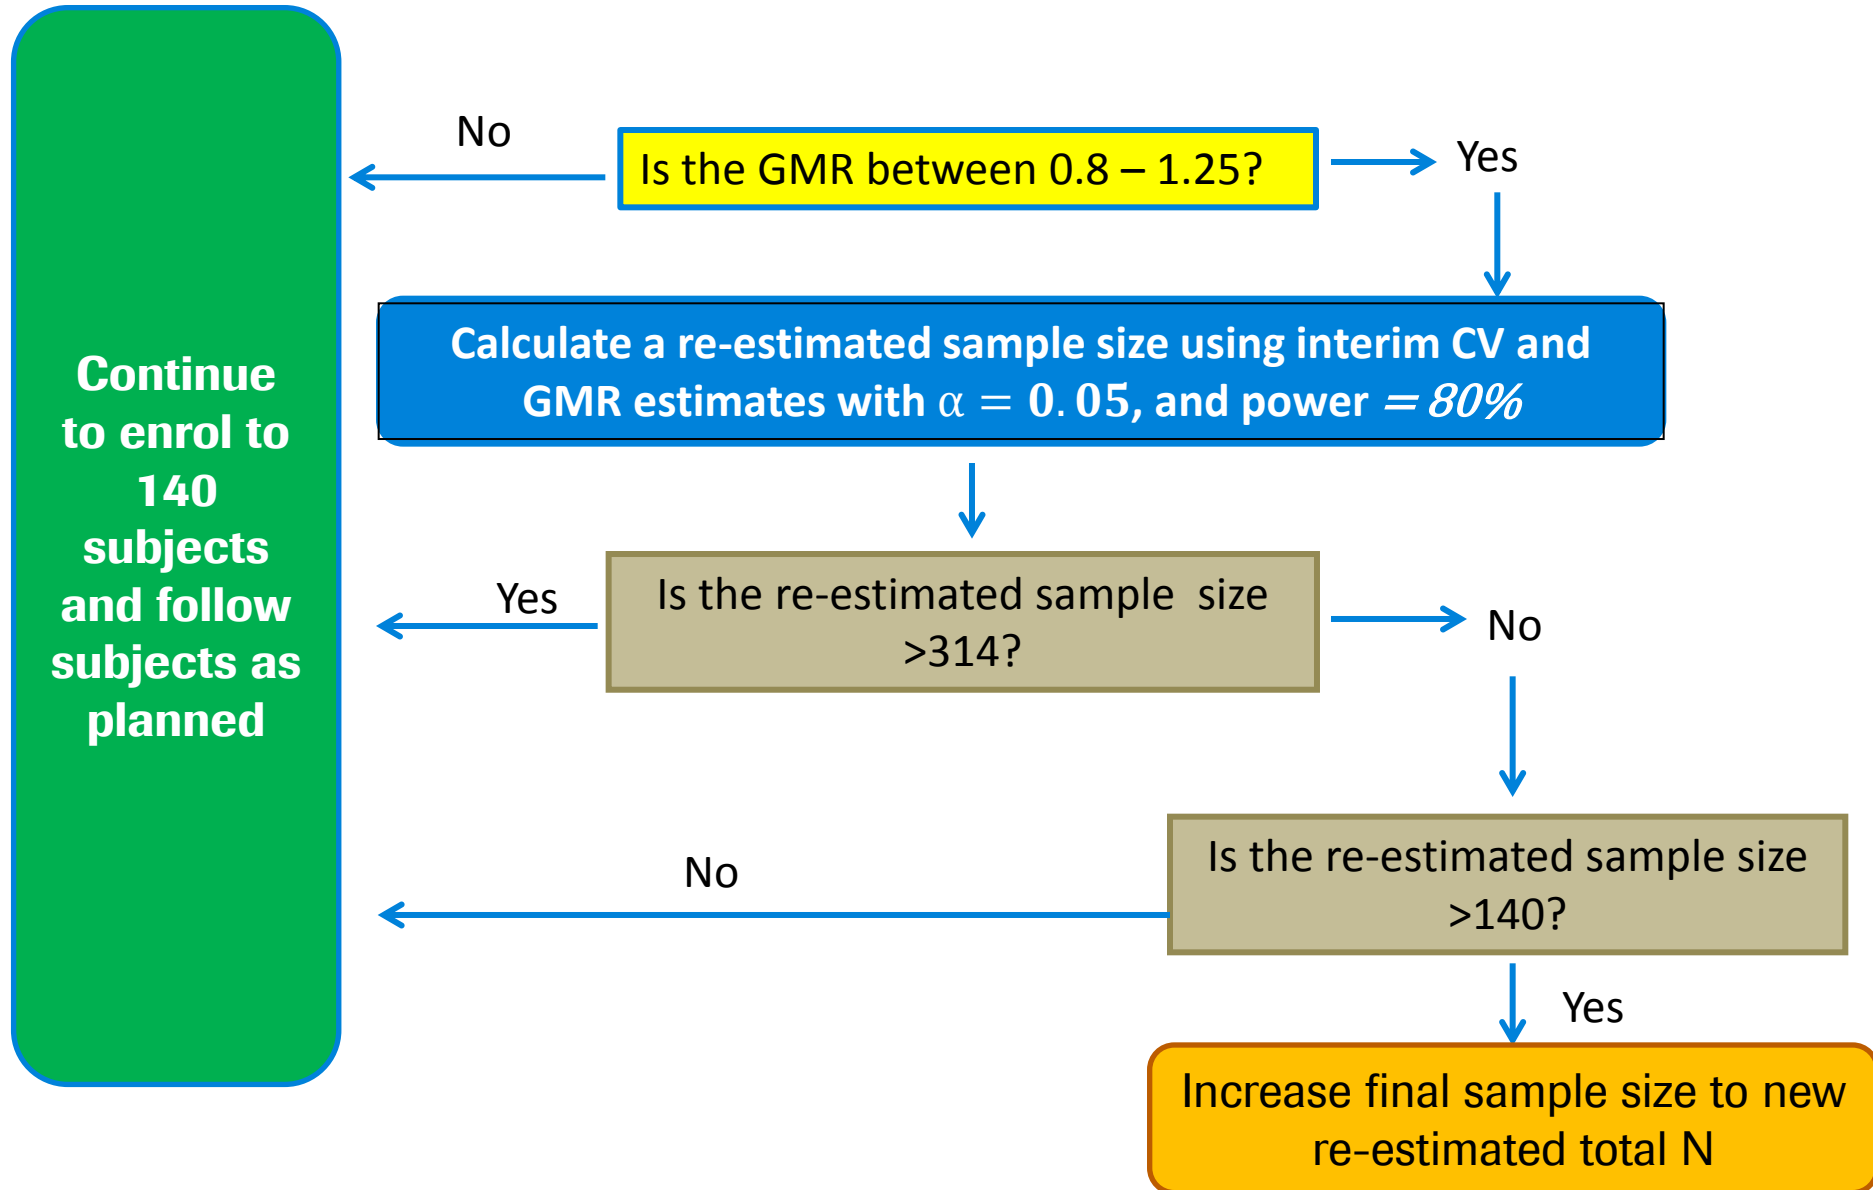 No
Is the GMR between 0.8 – 1.25?
Yes
Calculate a re-estimated sample size using interim CV and
GMR estimates with α = 0.05, and power = 80%
Continue
to enrol to
140
subjects
and follow
subjects as
planned
Yes
Is the re-estimated sample size
>314?
No
No
Is the re-estimated sample size
>140?
Yes
Increase final sample size to new
re-estimated total N